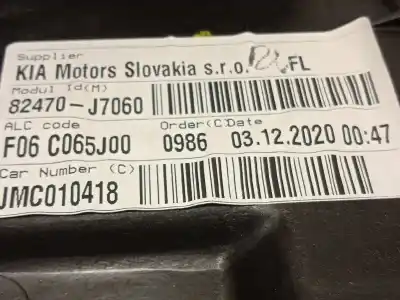 Supplier
KIA Motors Slovakia s.r.o. FL
Modul Id(M)
82470-J7060
ALC code Order(C) Date
F06 C065J00 0986 03.12.2020 00:47
Car Number (C)
JMC010418